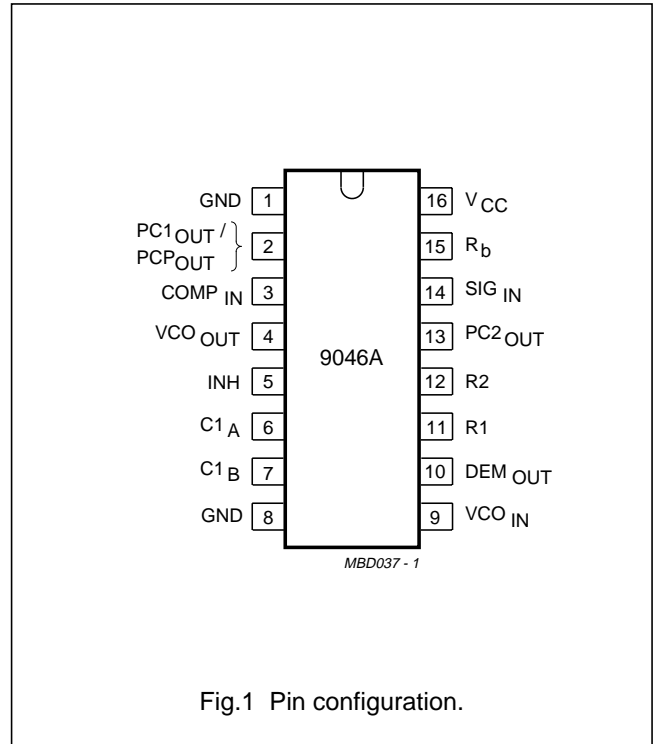 GND 1
PC1OUT /
PCPOUT
2
COMP IN 3
VCO OUT 4
INH 5
C1 A 6
C1 B 7
GND 8
9046A
16 V CC
15 Rb
14 SIG IN
13 PC2OUT
12 R2
11 R1
10 DEM OUT
9 VCO IN
MBD037 - 1
Fig.1 Pin configuration.